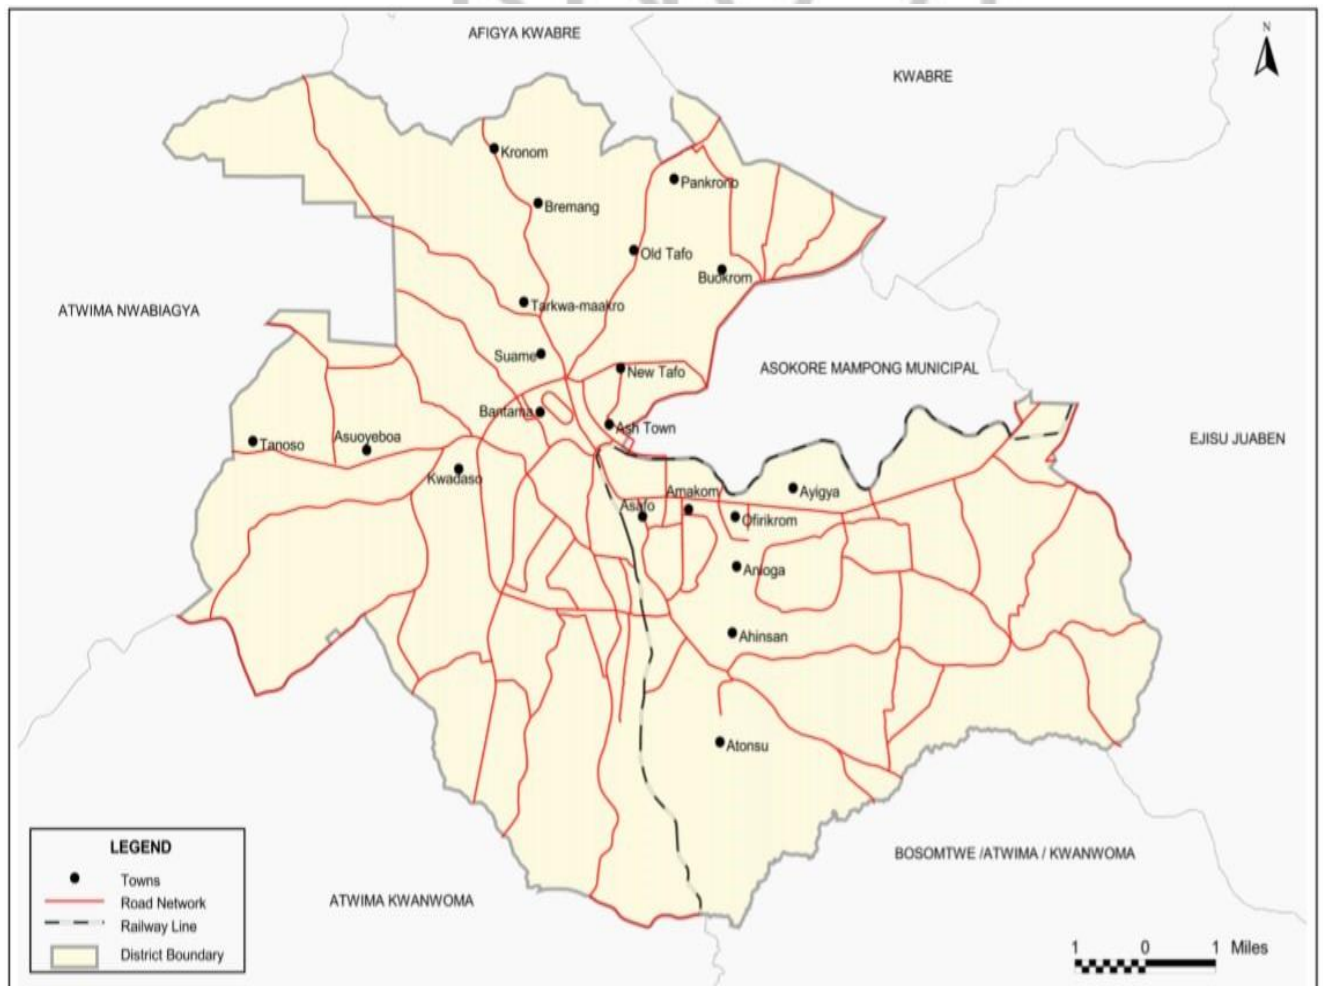 AFIGYA KWABRE
N
KWABRE
Kronom
Pankrono
Bremang
Old Tafo
Buokrom
ATWIMA NWABIAGYA
Tarkwa-maakro
Suame
New Tafo
ASOKORE MAMPONG MUNICIPAL
Bantama
Ash Town
Tanoso
Asuoyeboa
EJISU JUABEN
Kwadaso
Amakom
Ayigya
Asafo
Ofirikrom
Anloga
Ahinsan
Atonsu
BOSOMTWE /ATWIMA / KWANWOMA
ATWIMA KWANWOMA
LEGEND
Towns
Road Network
Railway Line
District Boundary
1 0 1 Miles